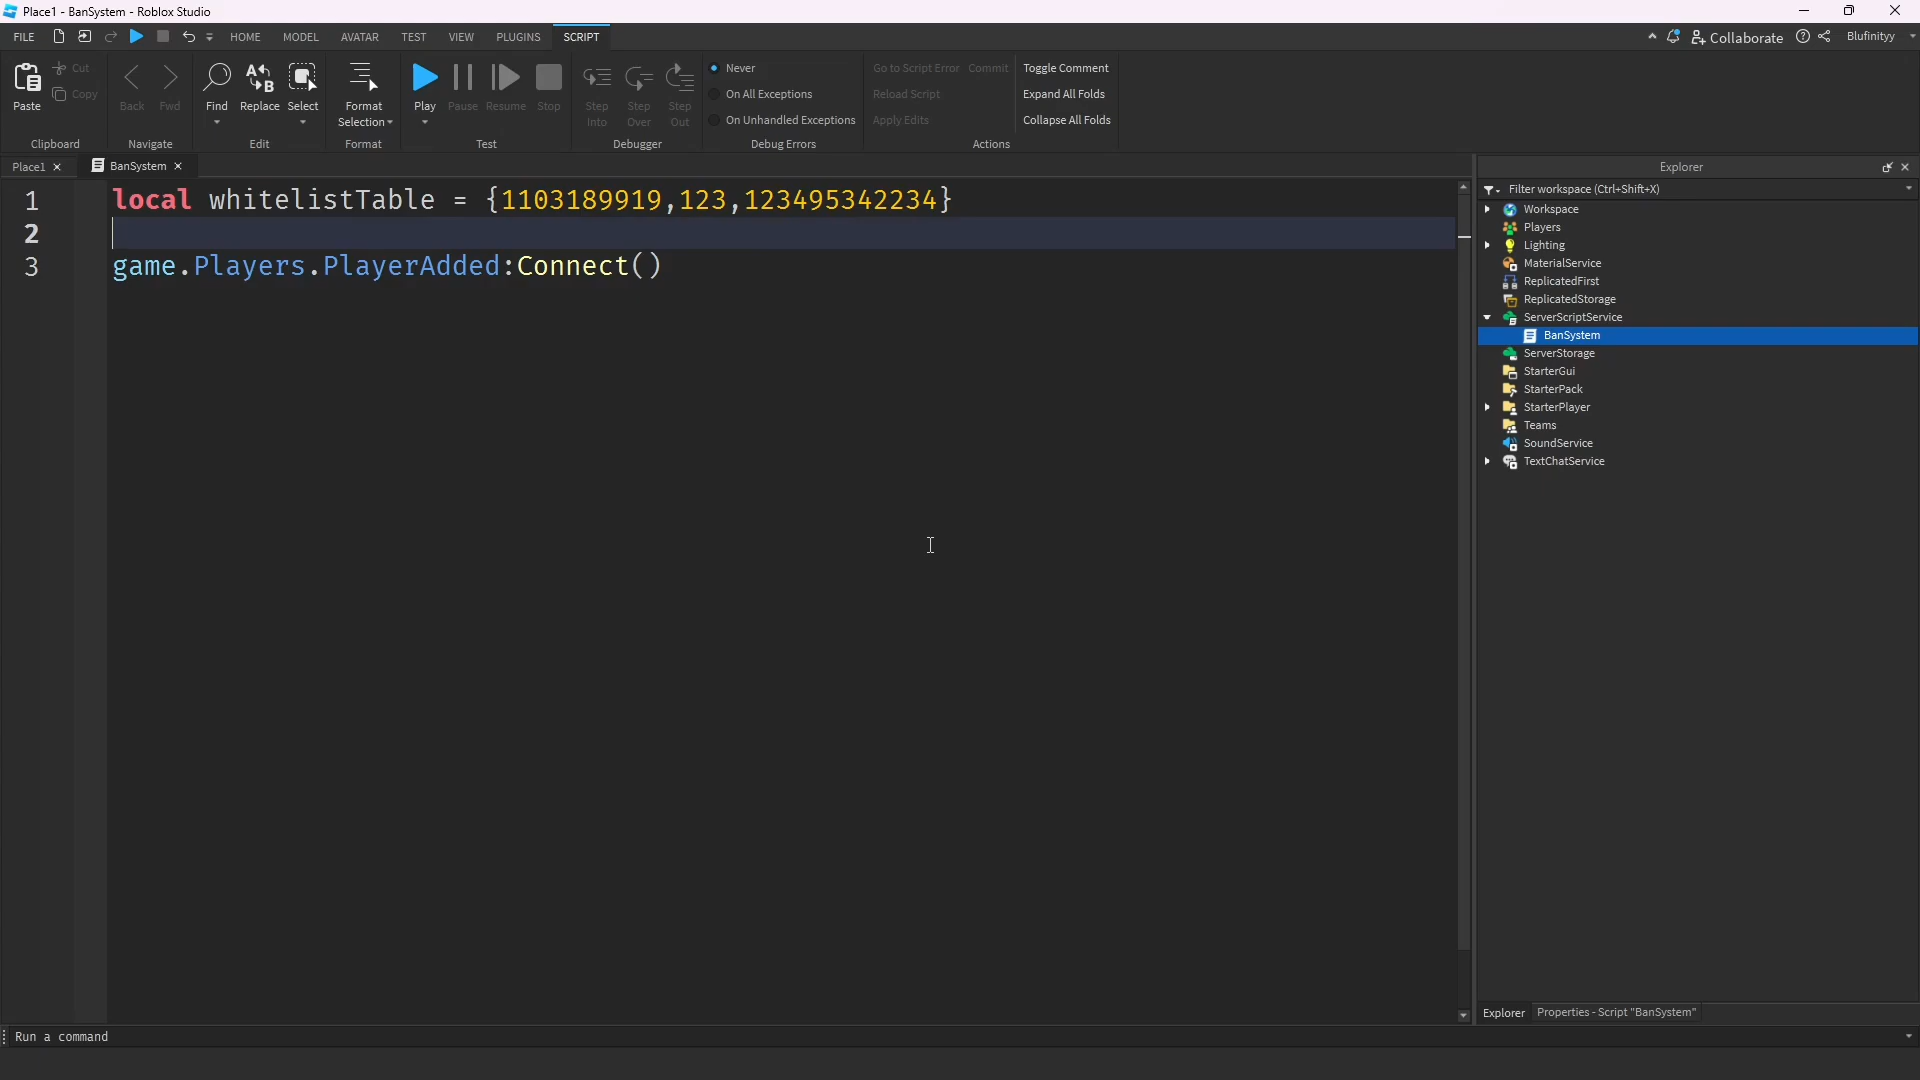 Place1 - BanSystem - Roblox Studio
FILE HOME MODEL AVATAR TEST VIEW PLUGINS SCRIPT Collaborate Blufinityy
Paste Cut Copy
Back Fwd
Find Replace Select
Format Selection
Play Pause Resume Stop
Step Into
Step Over
Step Out
Never
On All Exceptions
On Unhandled Exceptions
Go to Script Error Commit
Reload Script
Apply Edits
Toggle Comment
Expand All Folds
Collapse All Folds
Clipboard Navigate Edit Format Test Debugger Debug Errors Actions
Place1 BanSystem
1 local whitelistTable = {1103189919,123,123495342234}
2
3 game.Players.PlayerAdded:Connect()
Explorer
Filter workspace (Ctrl+Shift+X)
Workspace
Players
Lighting
MaterialService
ReplicatedFirst
ReplicatedStorage
ServerScriptService
BanSystem
ServerStorage
StarterGui
StarterPack
StarterPlayer
Teams
SoundService
TextChatService
Explorer Properties - Script "BanSystem"
Run a command